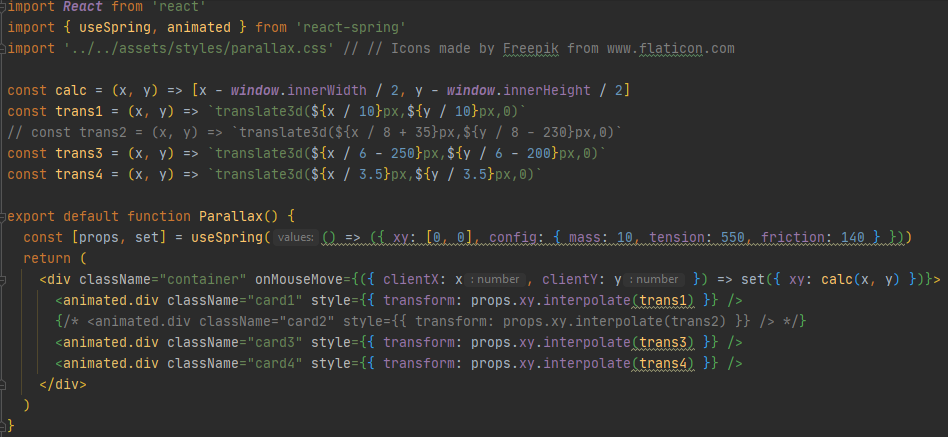 import React from 'react'
import { useSpring, animated } from 'react-spring'
import '../../assets/styles/parallax.css' // // Icons made by Freepik from www.flaticon.com
const calc = (x, y) => [x - window.innerWidth / 2, y - window.innerHeight / 2]
const trans1 = (x, y) => `translate3d(${x / 10}px,${y / 10}px,0)`
// const trans2 = (x, y) => `translate3d(${x / 8 + 35}px,${y / 8 - 230}px,0)`
const trans3 = (x, y) => `translate3d(${x / 6 - 250}px,${y / 6 - 200}px,0)`
const trans4 = (x, y) => `translate3d(${x / 3.5}px,${y / 3.5}px,0)`
export default function Parallax() {
const [props, set] = useSpring( values: () => ({ xy: [0, 0], config: { mass: 10, tension: 550, friction: 140 } }))
return (
<div className="container" onMouseMove={({ clientX: x : number , clientY: y : number }) => set({ xy: calc(x, y) })}>
<animated.div className="card1" style={{ transform: props.xy.interpolate(trans1) }} />
{/* <animated.div className="card2" style={{ transform: props.xy.interpolate(trans2) }} /> */}
<animated.div className="card3" style={{ transform: props.xy.interpolate(trans3) }} />
<animated.div className="card4" style={{ transform: props.xy.interpolate(trans4) }} />
</div>
)
}